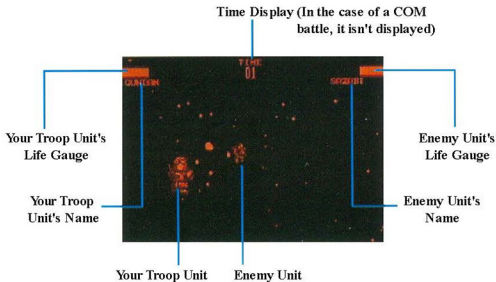 Time Display (In the case of a COM
battle, it isn't displayed)
TIME
01
GUNDAM
SAZABI
Your Troop Unit's
Life Gauge
Enemy Unit's
Life Gauge
Your Troop
Unit's Name
Enemy Unit's
Name
Your Troop Unit
Enemy Unit